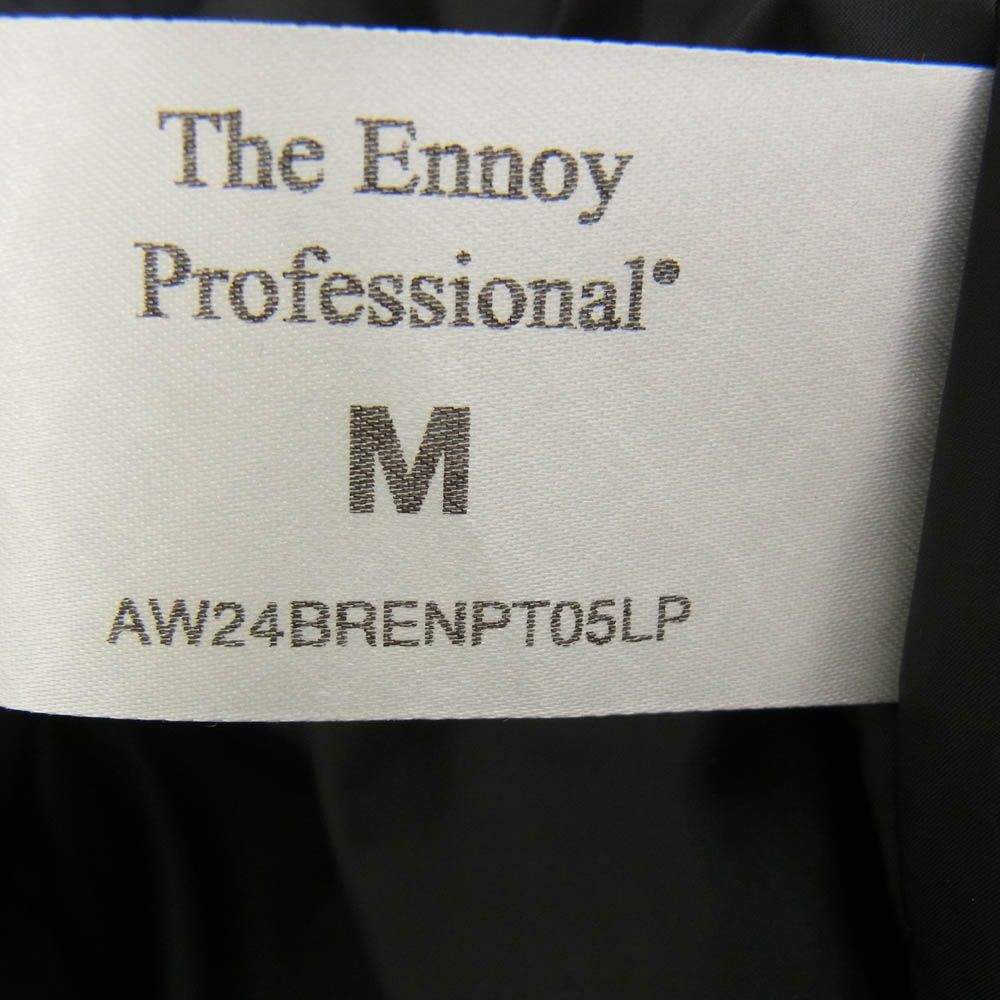 The Ennoy
Professional®
M
AW24BRENPT05LP